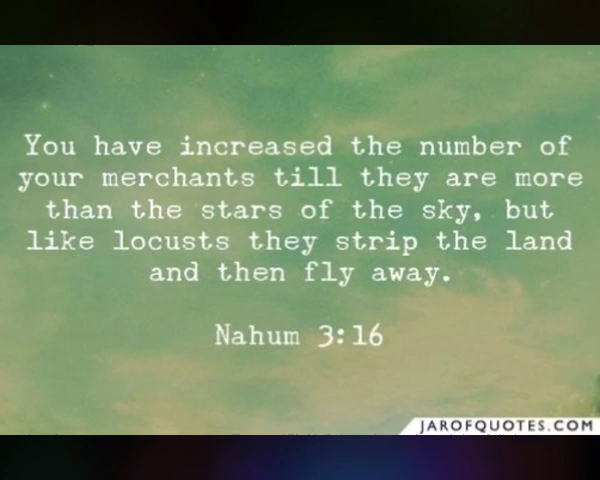 You have increased the number of
your merchants till they are more
than the stars of the sky, but
like locusts they strip the land
and then fly away.
Nahum 3:16
JAROFQUOTES.COM